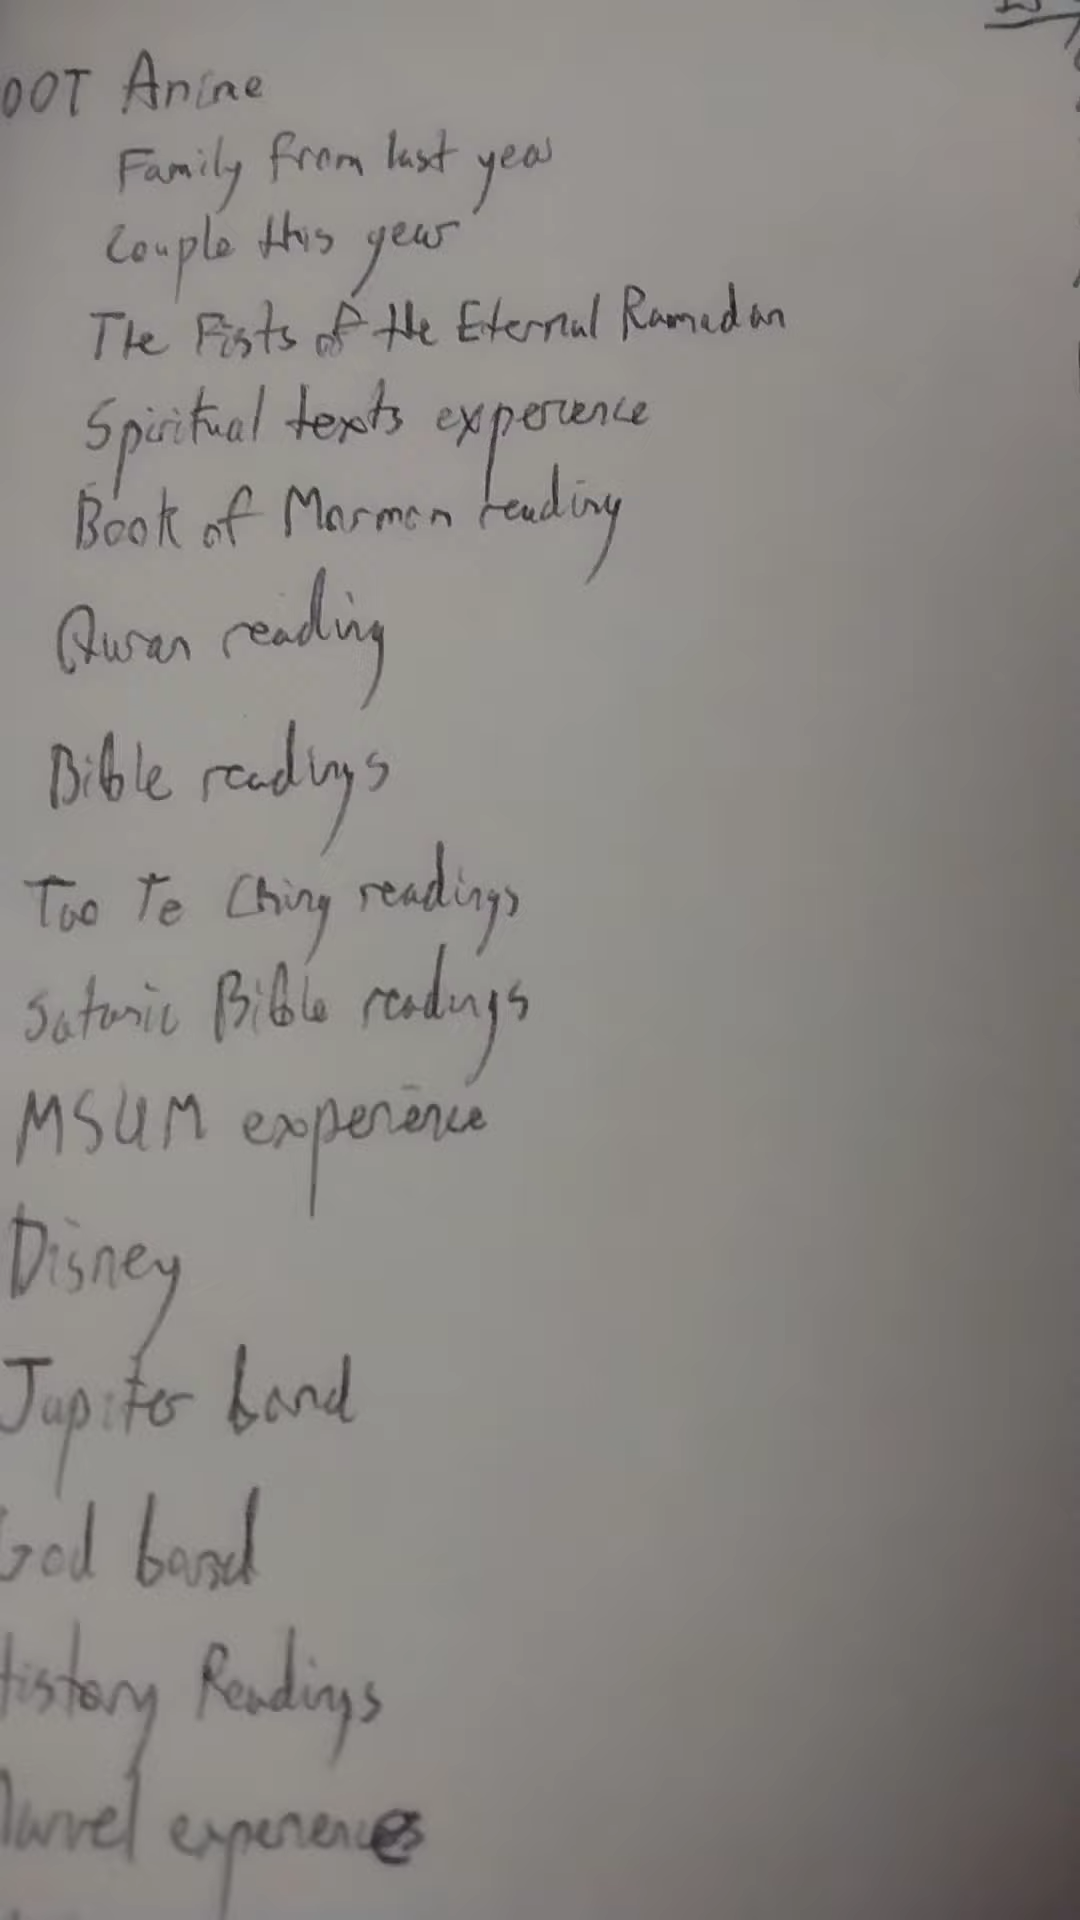 OOT Anime
Family from last year
Couple this year
The Fists of the Eternal Ramadan
Spiritual texts experence
Book of Mormon reading
Quran reading
Bible readings
Tao Te Ching readings
Satanic Bible readings
MSUM experience
Disney
Jupiter band
God band
History Readings
Marvel experiences